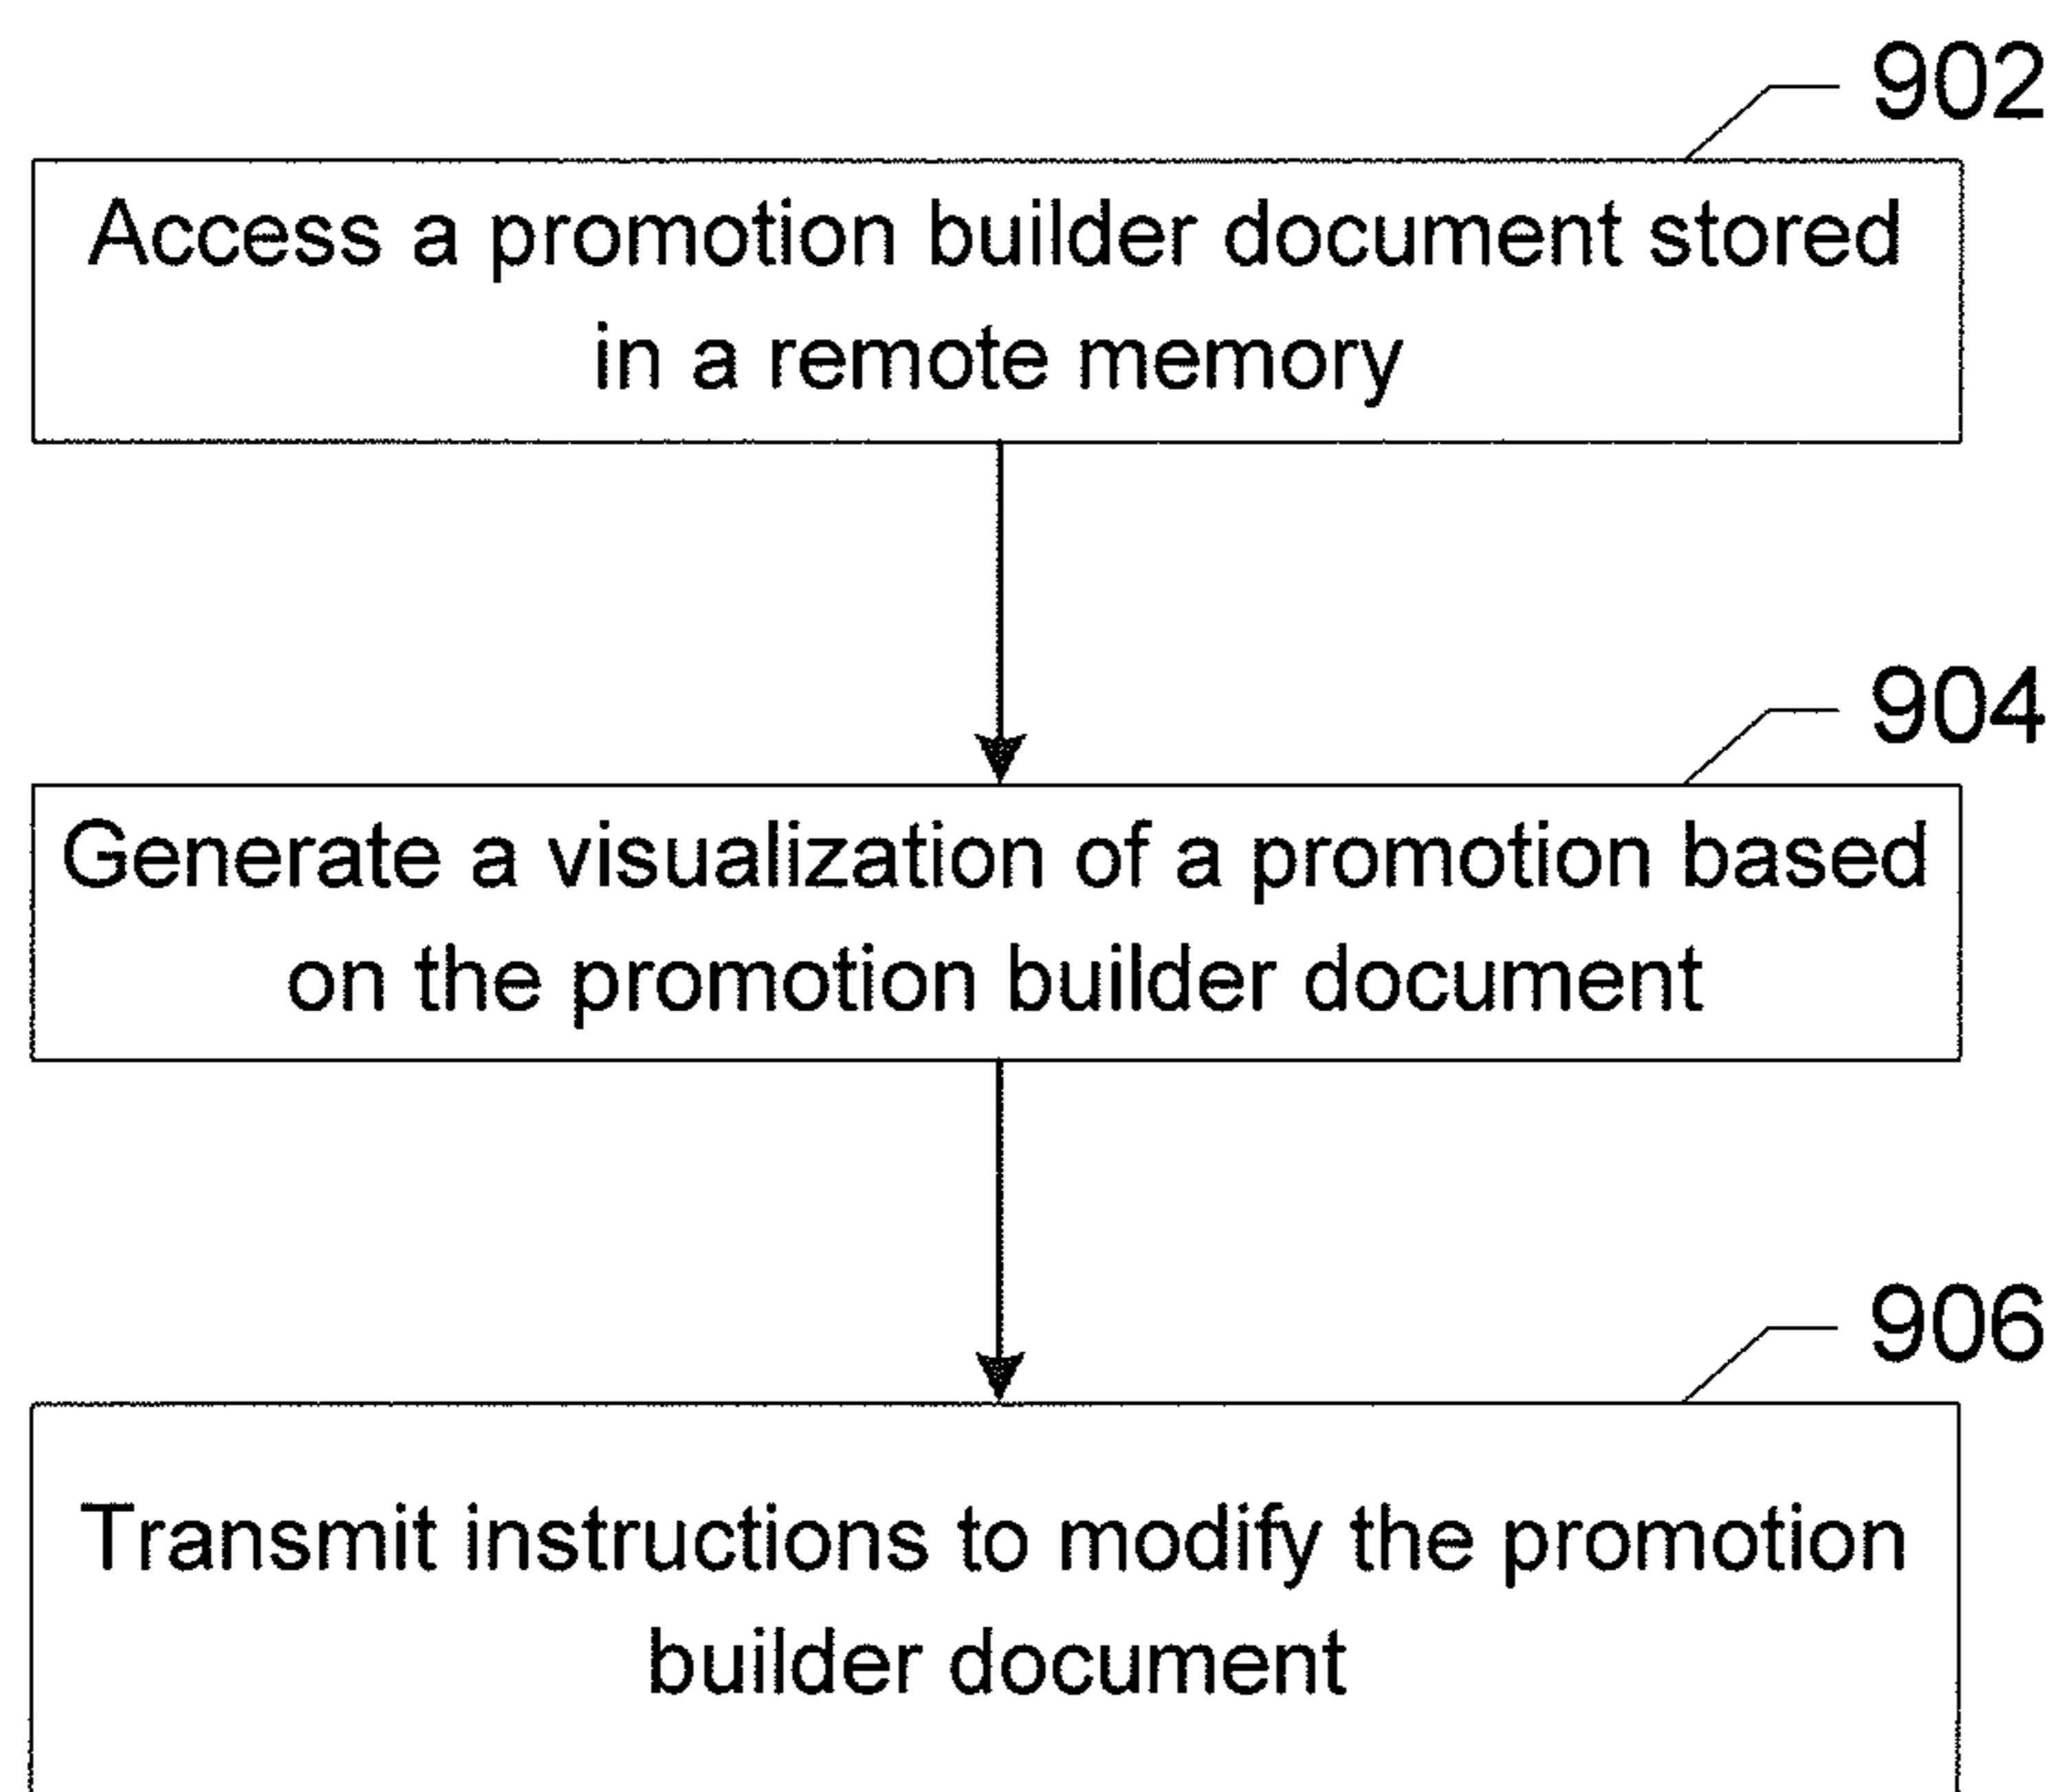 902
Access a promotion builder document stored
in a remote memory
904
Generate a visualization of a promotion based
on the promotion builder document
906
Transmit instructions to modify the promotion
builder document